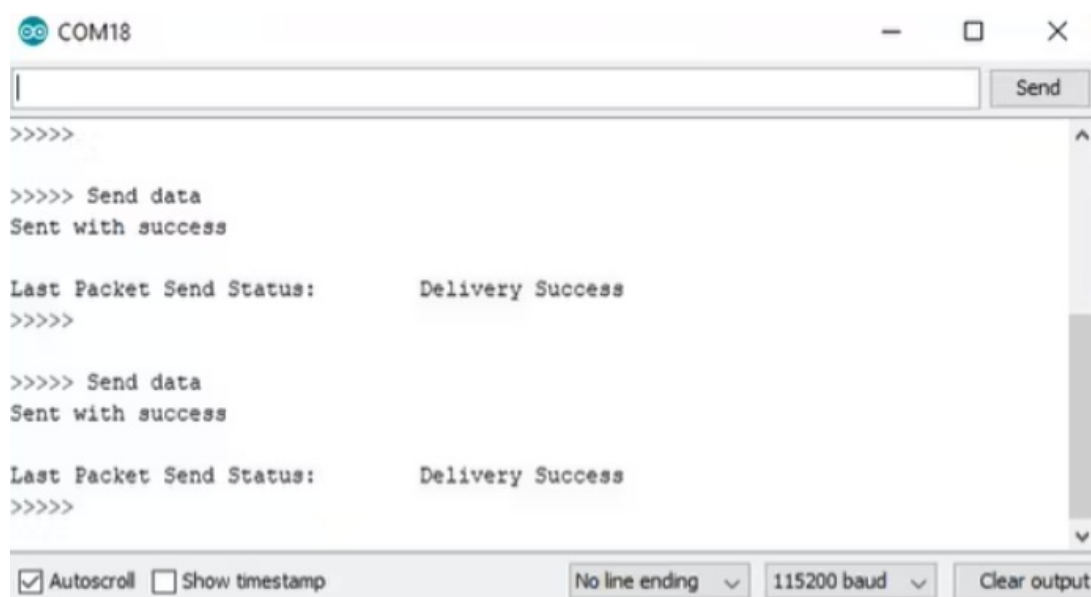 COM18
Send
>>>>>
>>>>> Send data
Sent with success
Last Packet Send Status: Delivery Success
>>>>>
>>>>> Send data
Sent with success
Last Packet Send Status: Delivery Success
>>>>>
Autoscroll Show timestamp No line ending 115200 baud Clear output